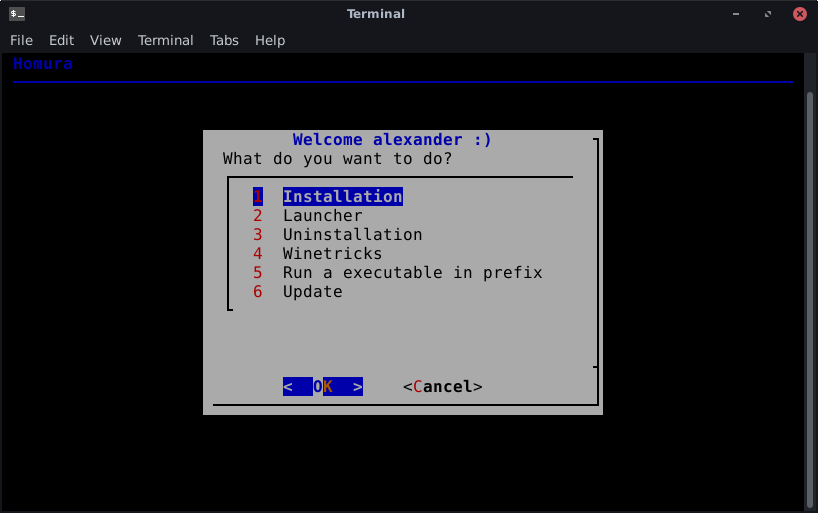 Terminal
File Edit View Terminal Tabs Help
Homura
Welcome alexander :)
What do you want to do?
1 Installation
2 Launcher
3 Uninstallation
4 Winetricks
5 Run a executable in prefix
6 Update
< OK > <Cancel>